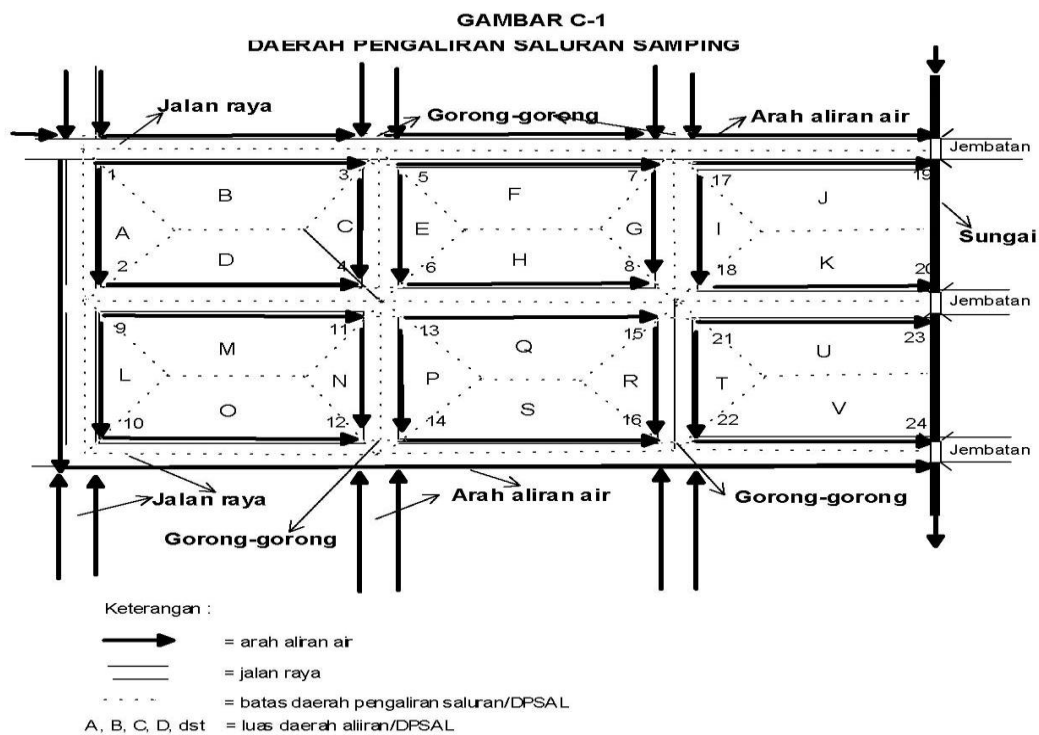 GAMBAR C-1
DAERAH PENGALIRAN SALURAN SAMPING
Jalan raya
Gorong-gorong
Arah aliran air
Jembatan
1
B
3
5
F
7
17
J
19
A
C
E
G
I
Sungai
2
D
4
6
H
8
18
K
20
Jembatan
9
M
11
13
Q
15
21
U
23
L
N
P
R
T
10
O
12
14
S
16
22
V
24
Jembatan
Jalan raya
Arah aliran air
Gorong-gorong
Gorong-gorong
Keterangan :
= arah aliran air
= jalan raya
= batas daerah pengaliran saluran/DPSAL
A, B, C, D, dst = luas daerah aliiran/DPSAL